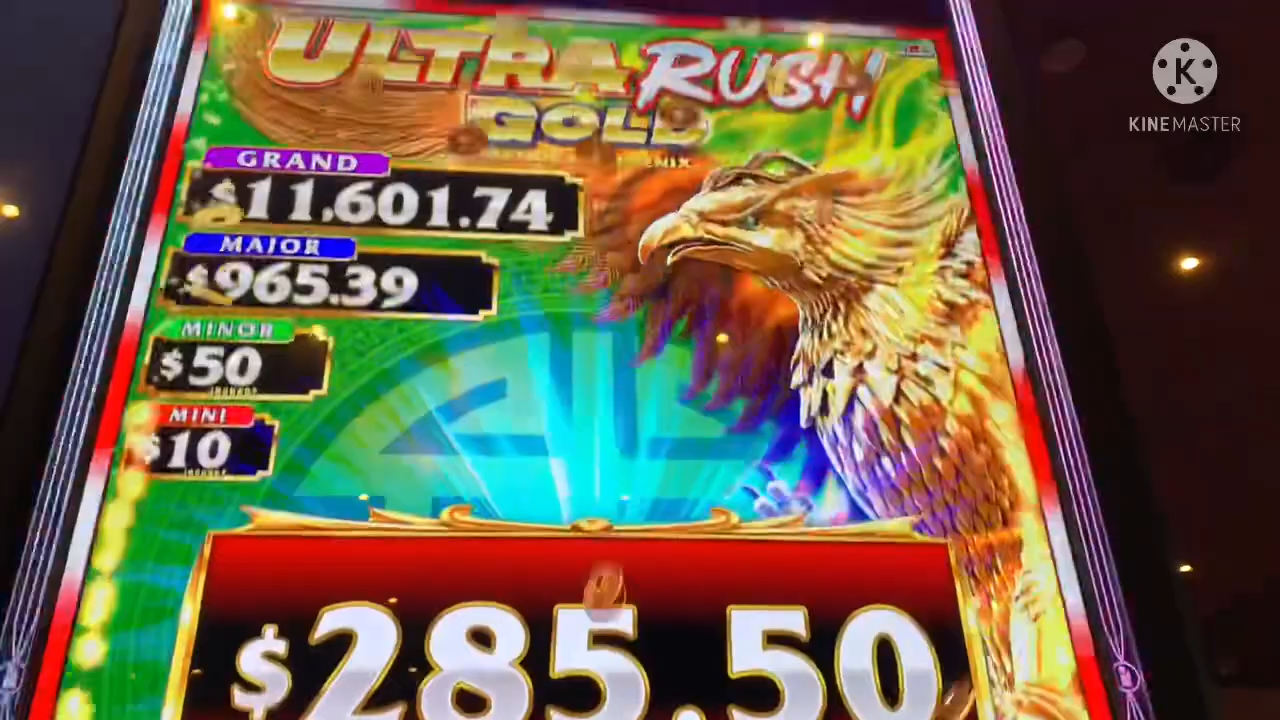 ULTRA RUSH
GOLD
GRAND
$11,601.74
MAJOR
$965.39
MINOR
$50
MINI
$10
$285.50
K
KINEMASTER